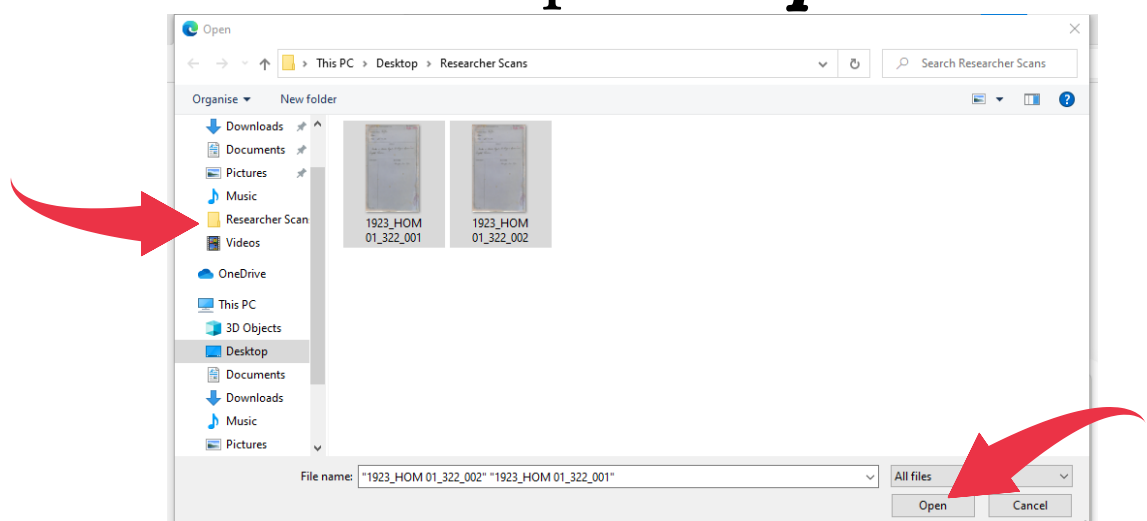 Open
This PC > Desktop > Researcher Scans
Search Researcher Scans
Organise
New folder
Downloads
Documents
Pictures
Music
Researcher Scan
Videos
OneDrive
This PC
3D Objects
Desktop
Documents
Downloads
Music
Pictures
1923_HOM
01_322_001
1923_HOM
01_322_002
File name: "1923_HOM 01_322_002" "1923_HOM 01_322_001"
All files
Open
Cancel